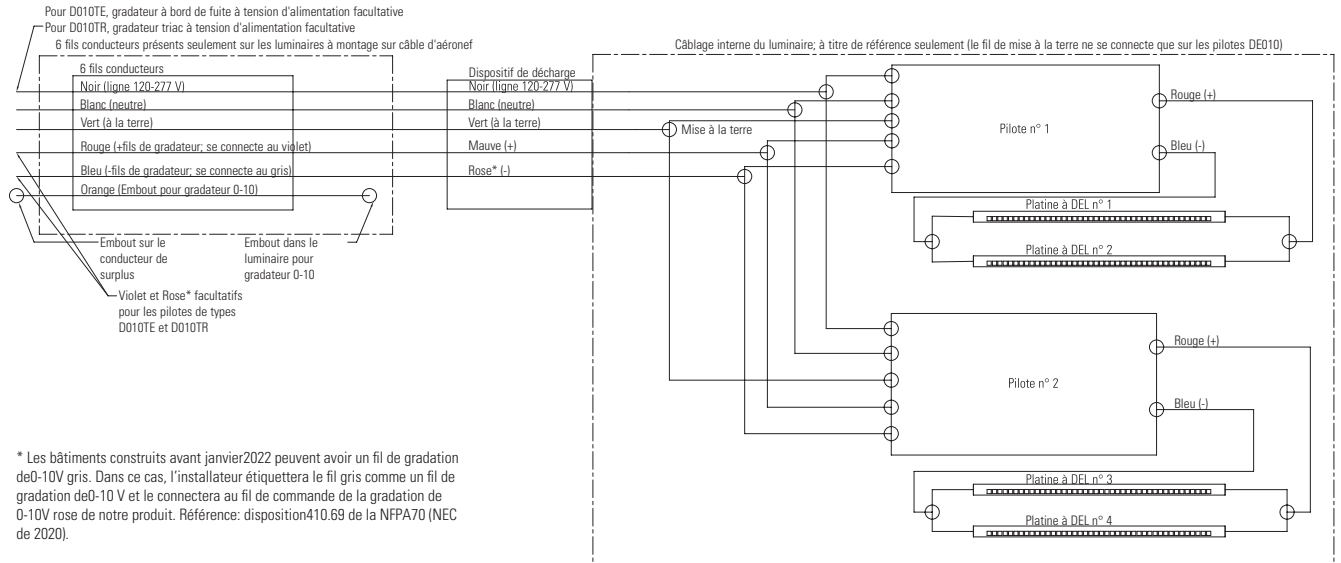 Pour D010TE, gradateur à bord de fuite à tension d'alimentation facultative
Pour D010TR, gradateur triac à tension d'alimentation facultative
6 fils conducteurs présents seulement sur les luminaires à montage sur câble d'aéronef
6 fils conducteurs
Noir (ligne 120-277 V)
Blanc (neutre)
Vert (à la terre)
Rouge (+fils de gradateur; se connecte au violet)
Bleu (-fils de gradateur; se connecte au gris)
Orange (Embout pour gradateur 0-10)
Embout sur le
conducteur de
surplus
Embout dans le
luminaire pour
gradateur 0-10
Violet et Rose* facultatifs
pour les pilotes de types
D010TE et D010TR
Dispositif de décharge
Noir (ligne 120-277 V)
Blanc (neutre)
Vert (à la terre)
Mauve (+)
Rose* (-)
Câblage interne du luminaire; à titre de référence seulement (le fil de mise à la terre ne se connecte que sur les pilotes DE010)
Mise à la terre
Pilote n° 1
Rouge (+)
Bleu (-)
Platine à DEL n° 1
Platine à DEL n° 2
Pilote n° 2
Rouge (+)
Bleu (-)
Platine à DEL n° 3
Platine à DEL n° 4
* Les bâtiments construits avant janvier2022 peuvent avoir un fil de gradation
de0-10V gris. Dans ce cas, l'installateur étiquettera le fil gris comme un fil de
gradation de0-10 V et le connectera au fil de commande de la gradation de
0-10V rose de notre produit. Référence: disposition410.69 de la NFPA70 (NEC
de 2020).